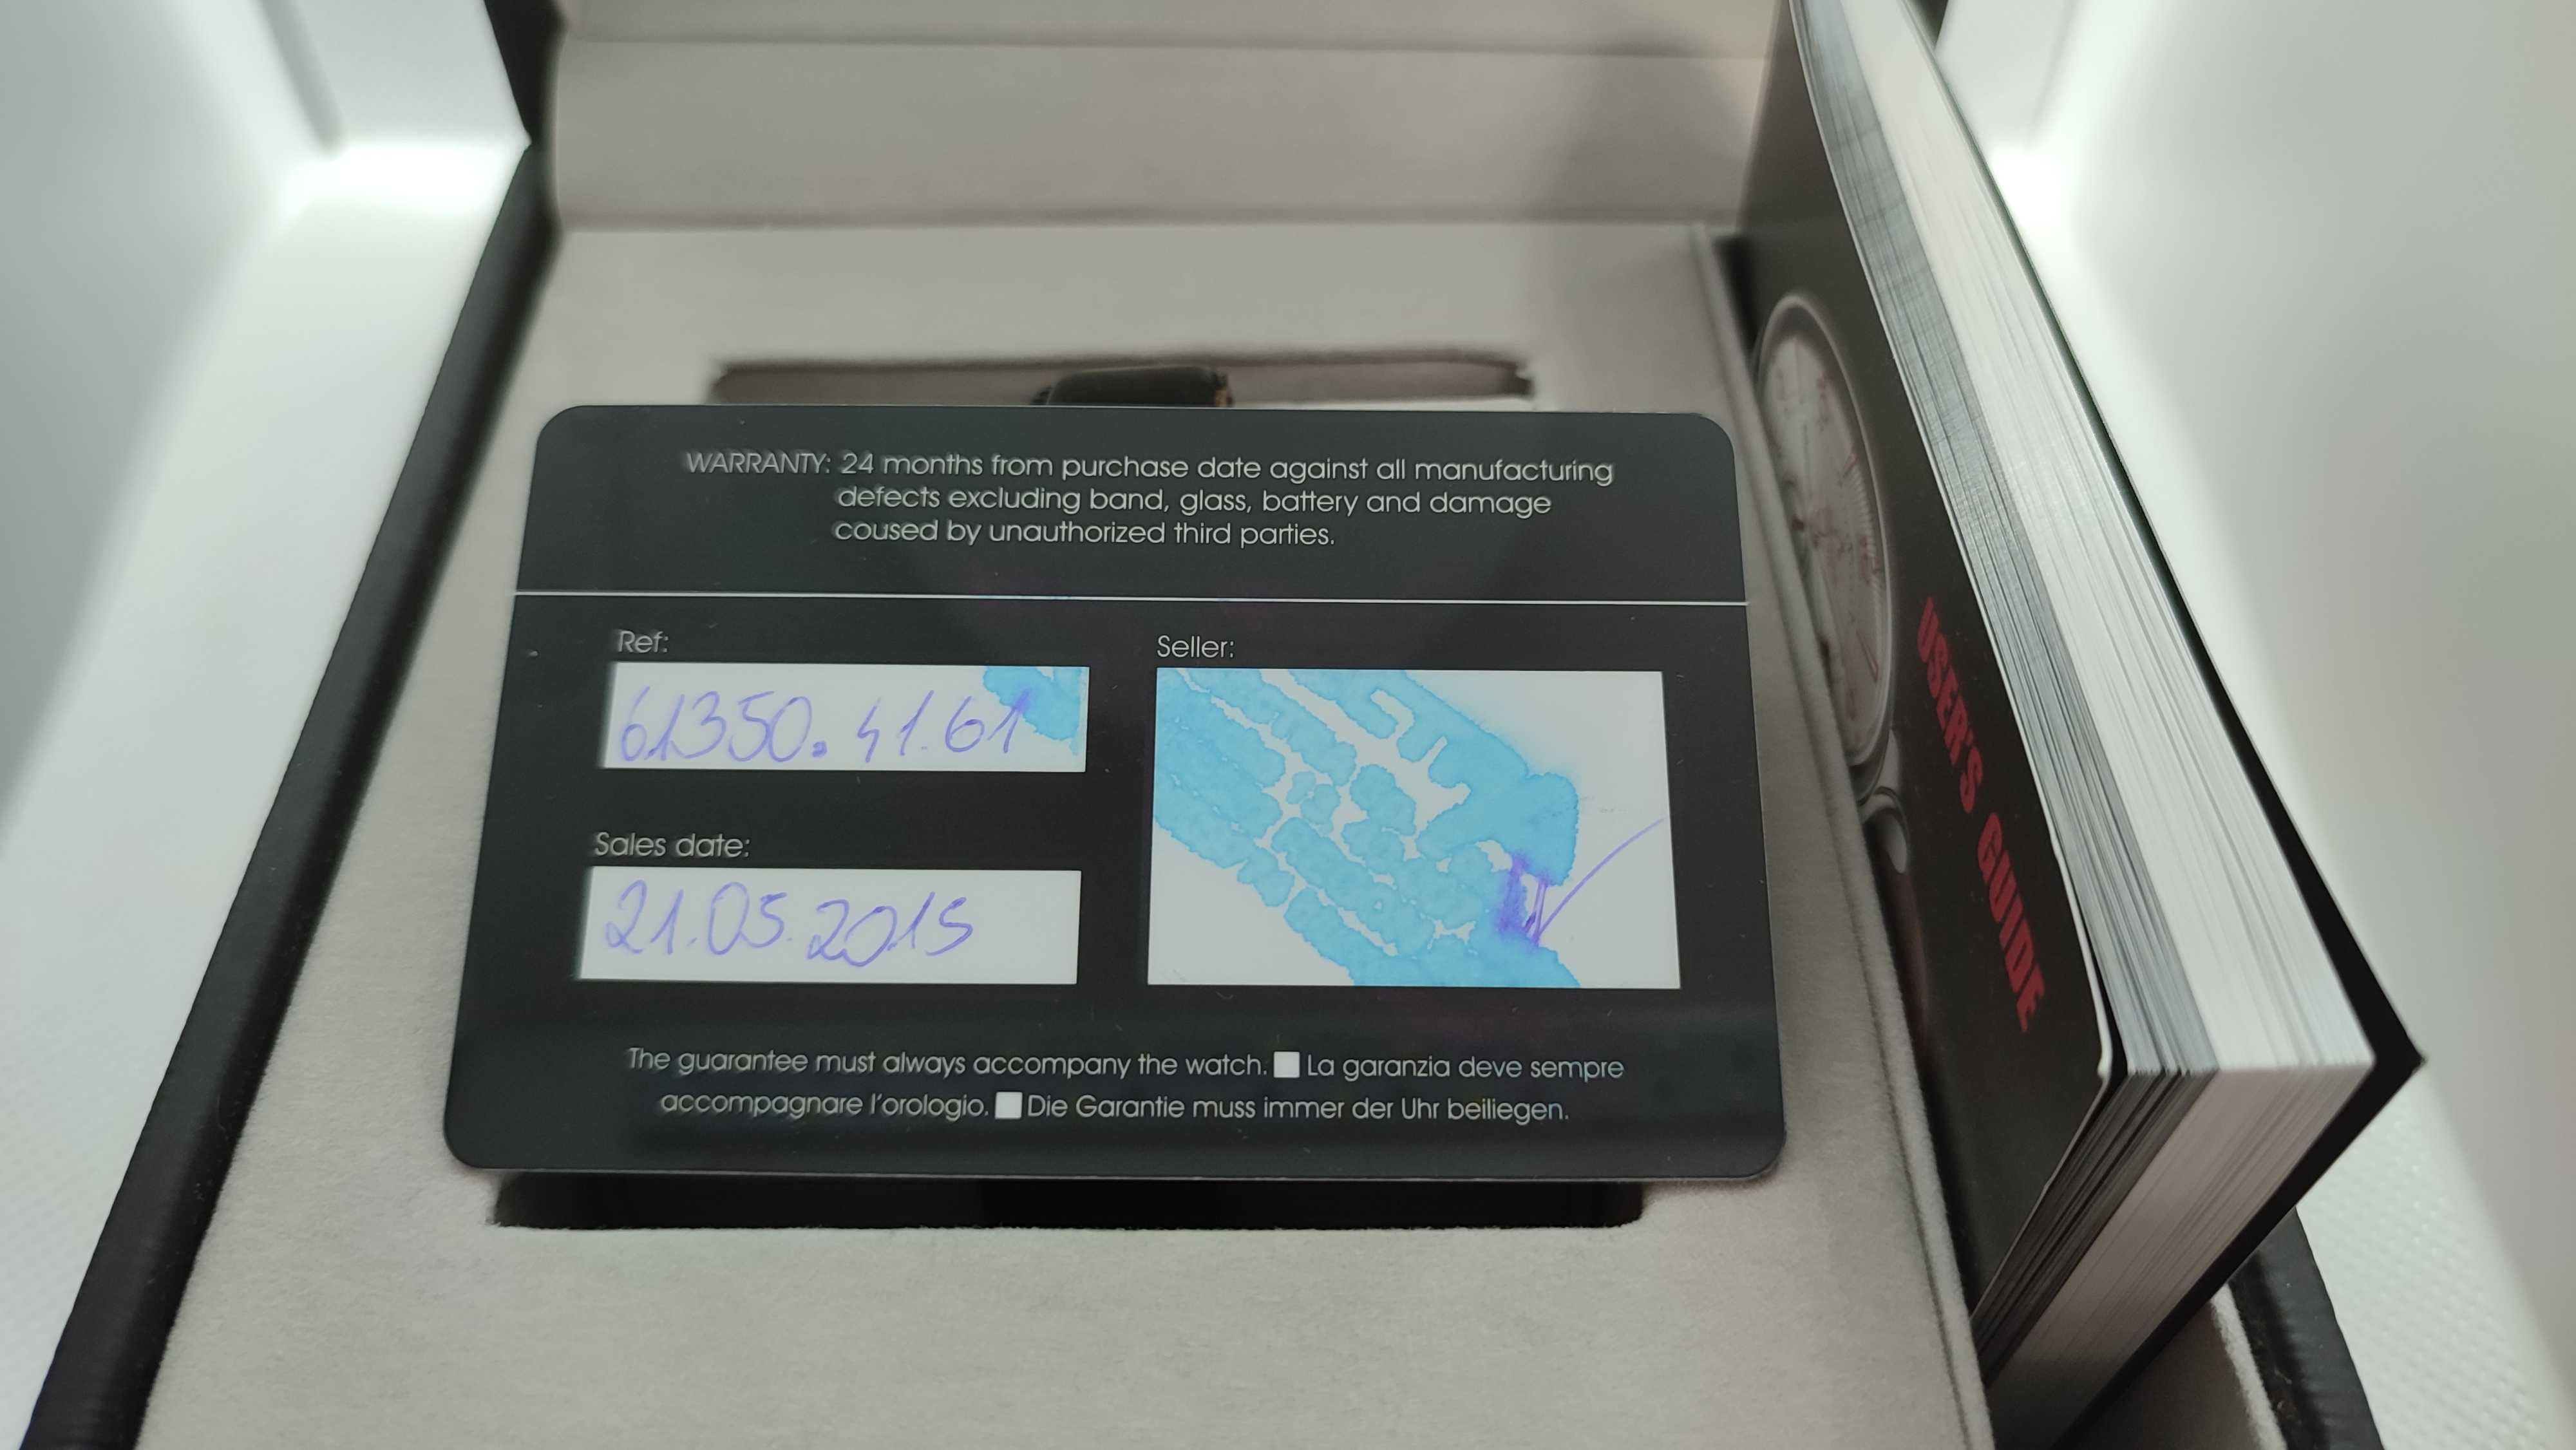 WARRANTY: 24 months from purchase date against all manufacturing
defects excluding band, glass, battery and damage
coused by unauthorized third parties.
Ref:
61350.41.61
Seller:
Sales date:
21.05.2015
The guarantee must always accompany the watch. La garanzia deve sempre
accompagnare l'orologio. Die Garantie muss immer der Uhr beiliegen.
USER'S GUIDE